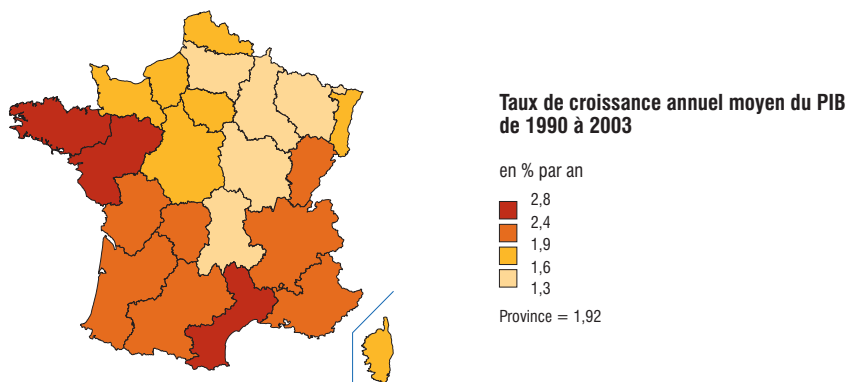 Taux de croissance annuel moyen du PIB
de 1990 à 2003
en % par an
2,8
2,4
1,9
1,6
1,3
Province = 1,92